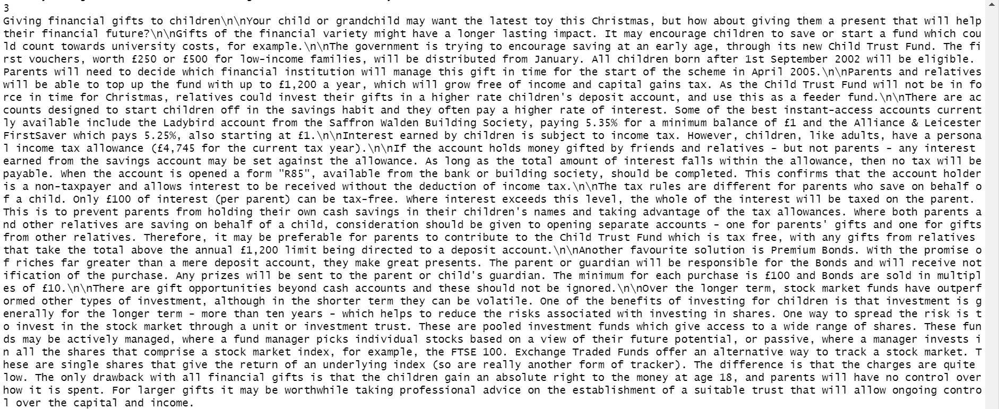 3
Giving financial gifts to children\n\nYour child or grandchild may want the latest toy this Christmas, but how about giving them a present that will help
their financial future?\n\nGifts of the financial variety might have a longer lasting impact. It may encourage children to save or start a fund which cou
ld count towards university costs, for example.\n\nThe government is trying to encourage saving at an early age, through its new Child Trust Fund. The fi
rst vouchers, worth £250 or £500 for low-income families, will be distributed from January. All children born after 1st September 2002 will be eligible.
Parents will need to decide which financial institution will manage this gift in time for the start of the scheme in April 2005.\n\nParents and relatives
will be able to top up the fund with up to £1,200 a year, which will grow free of income and capital gains tax. As the Child Trust Fund will not be in fo
rce in time for Christmas, relatives could invest their gifts in a higher rate children's deposit account, and use this as a feeder fund.\n\nThere are ac
counts designed to start children off in the savings habit and they often pay a higher rate of interest. Some of the best instant-access accounts current
ly available include the Ladybird account from the Saffron Walden Building Society, paying 5.35% for a minimum balance of £1 and the Alliance & Leicester
FirstSaver which pays 5.25%, also starting at £1.\n\nInterest earned by children is subject to income tax. However, children, like adults, have a persona
l income tax allowance (£4,745 for the current tax year).\n\nIf the account holds money gifted by friends and relatives - but not parents - any interest
earned from the savings account may be set against the allowance. As long as the total amount of interest falls within the allowance, then no tax will be
payable. When the account is opened a form "R85", available from the bank or building society, should be completed. This confirms that the account holder
is a non-taxpayer and allows interest to be received without the deduction of income tax.\n\nThe tax rules are different for parents who save on behalf o
f a child. Only £100 of interest (per parent) can be tax-free. Where interest exceeds this level, the whole of the interest will be taxed on the parent.
This is to prevent parents from holding their own cash savings in their children's names and taking advantage of the tax allowances. Where both parents a
nd other relatives are saving on behalf of a child, consideration should be given to opening separate accounts - one for parents' gifts and one for gifts
from other relatives. Therefore, it may be preferable for parents to contribute to the Child Trust Fund which is tax free, with any gifts from relatives
that take the total above the annual £1,200 limit being directed to a deposit account.\n\nAnother favourite solution is Premium Bonds. With the promise o
f riches far greater than a mere deposit account, they make great presents. The parent or guardian will be responsible for the Bonds and will receive not
ification of the purchase. Any prizes will be sent to the parent or child's guardian. The minimum for each purchase is £100 and Bonds are sold in multipl
es of £10.\n\nThere are gift opportunities beyond cash accounts and these should not be ignored.\n\nOver the longer term, stock market funds have outperf
ormed other types of investment, although in the shorter term they can be volatile. One of the benefits of investing for children is that investment is g
enerally for the longer term - more than ten years - which helps to reduce the risks associated with investing in shares. One way to spread the risk is t
o invest in the stock market through a unit or investment trust. These are pooled investment funds which give access to a wide range of shares. These fun
ds may be actively managed, where a fund manager picks individual stocks based on a view of their future potential, or passive, where a manager invests i
n all the shares that comprise a stock market index, for example, the FTSE 100. Exchange Traded Funds offer an alternative way to track a stock market. T
hese are single shares that give the return of an underlying index (so are really another form of tracker). The difference is that the charges are quite
low. The only drawback with all financial gifts is that the children gain an absolute right to the money at age 18, and parents will have no control over
how it is spent. For larger gifts it may be worthwhile taking professional advice on the establishment of a suitable trust that will allow ongoing contro
l over the capital and income.